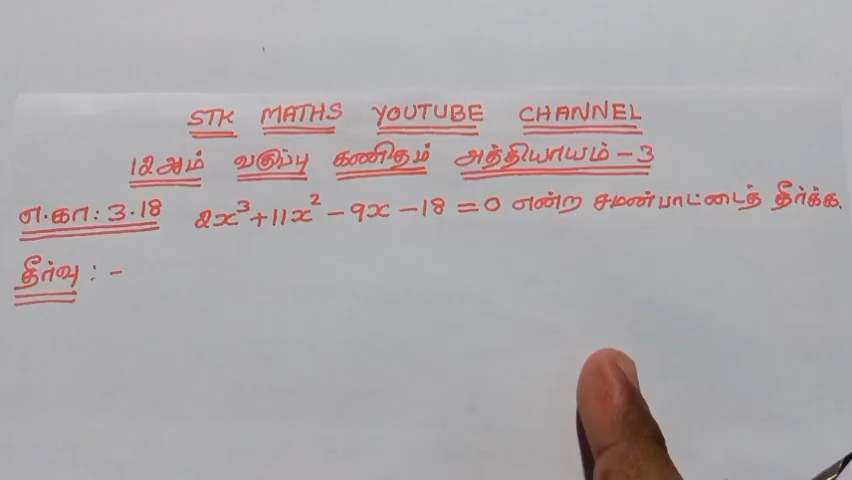 STK MATHS YOUTUBE CHANNEL
12ஆம் வகுப்பு கணிதம் அத்தியாயம் - 3
எ.கா : 3.18 2x³ + 11x² - 9x - 18 = 0 என்ற சமன்பாட்டைத் தீர்க்க.
தீர்வு : -